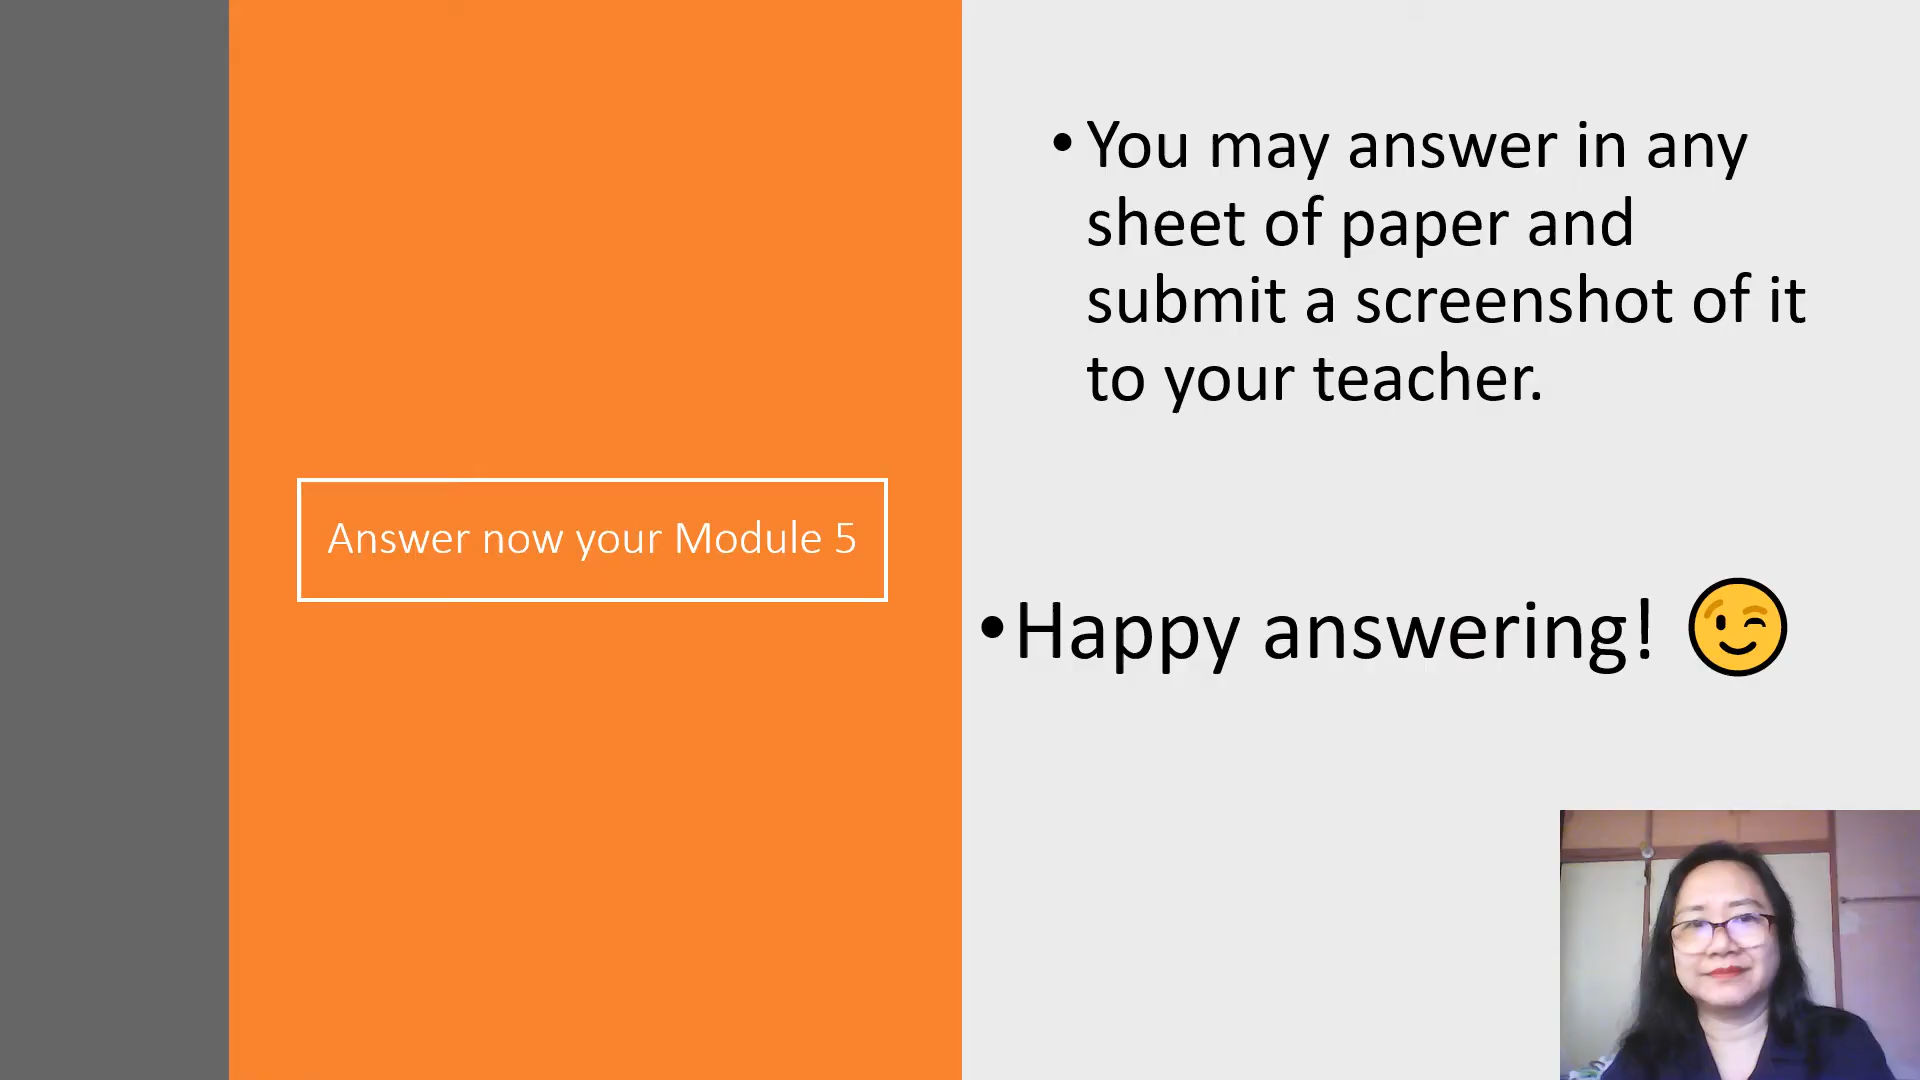 Answer now your Module 5
• You may answer in any
sheet of paper and
submit a screenshot of it
to your teacher.
• Happy answering! 😉